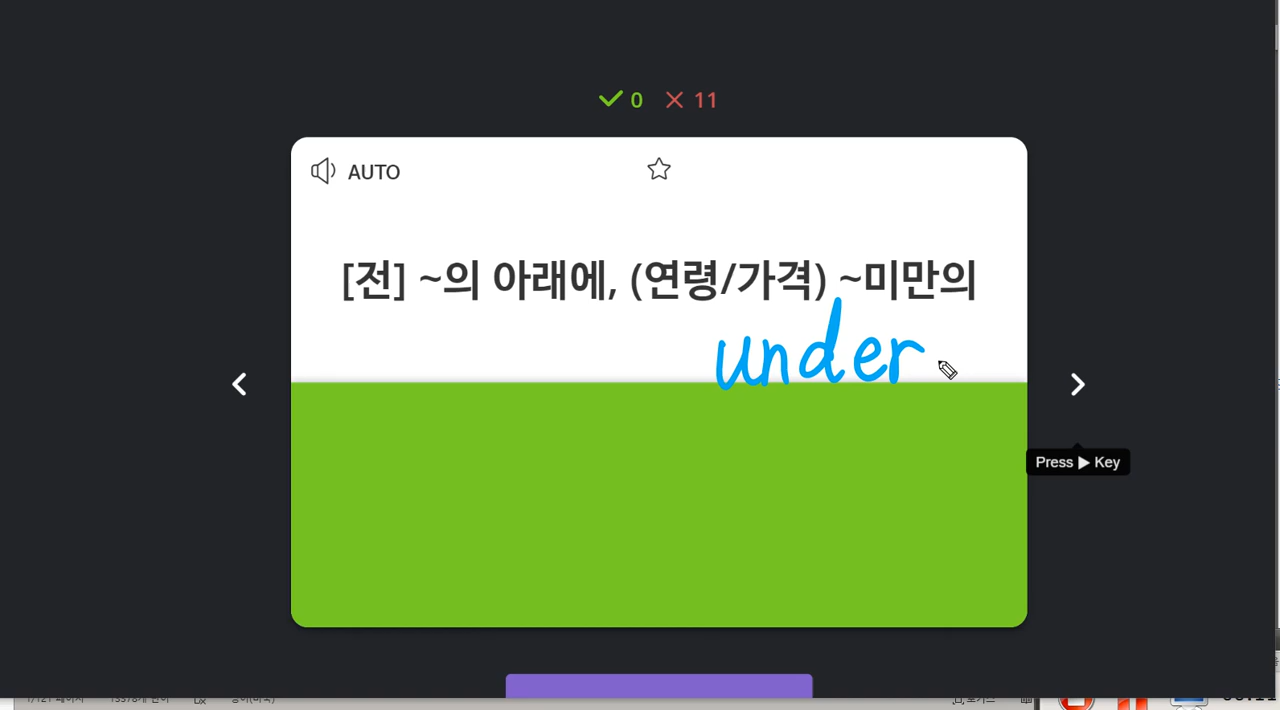 0 11
AUTO
[전] ~의 아래에, (연령/가격) ~미만의
under
Press ▶ Key